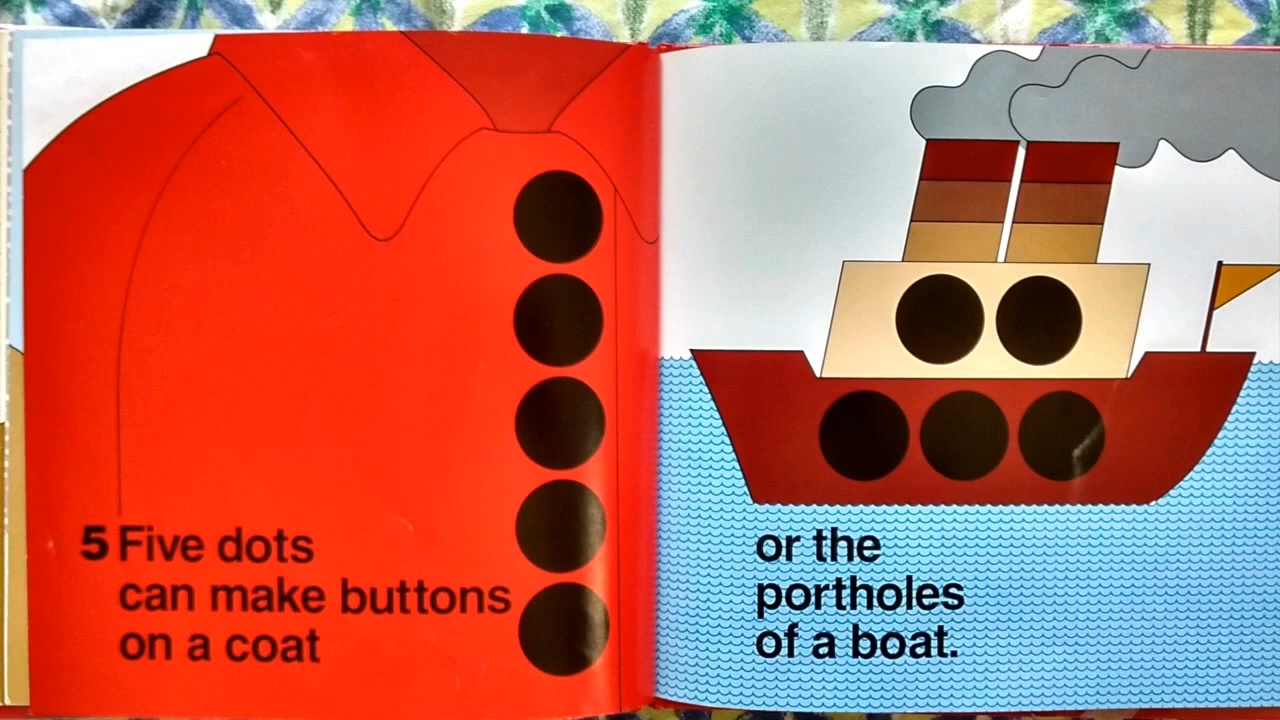 5 Five dots
can make buttons
on a coat
or the
portholes
of a boat.